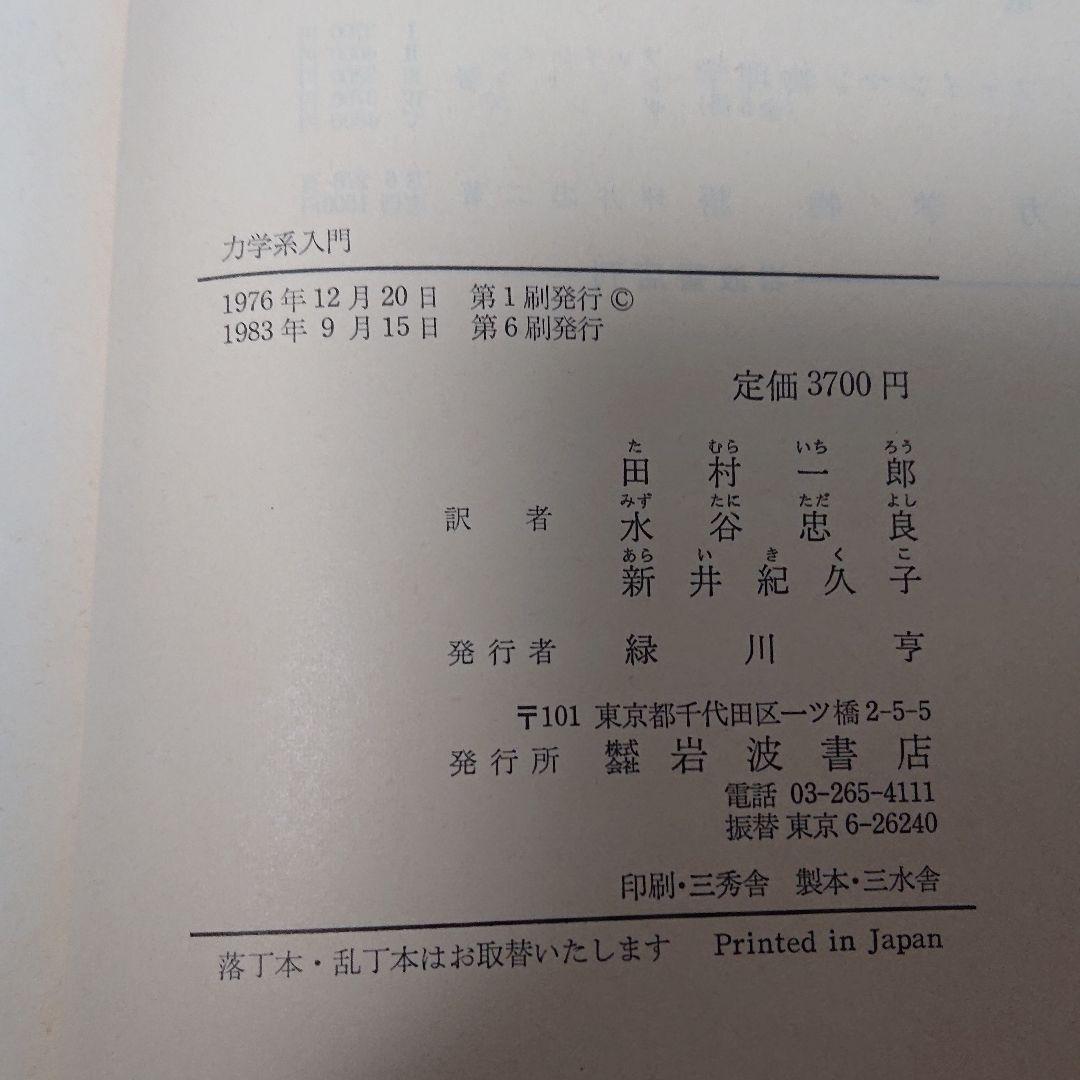 力学系入門
1976年12月20日 第1刷発行 ©
1983年 9 月15日 第6刷発行
定価 3700 円
た むら いち ろう
田 村 一 郎
みず たに ただ よし
訳 者 水 谷 忠 良
あら い き く こ
新 井 紀 久 子
発 行 者 緑 川 亨
〒101 東京都千代田区一ツ橋 2-5-5
発 行 所 株式会社 岩 波 書 店
電話 03-265-4111
振替 東京 6-26240
印刷・三秀舎 製本・三水舎
落丁本・乱丁本はお取替いたします Printed in Japan